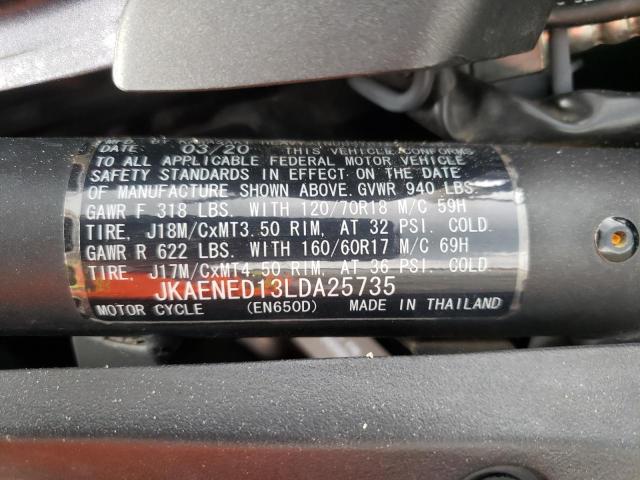 DATE: 03/20 THIS VEHICLE CONFORMS
TO ALL APPLICABLE FEDERAL MOTOR VEHICLE
SAFETY STANDARDS IN EFFECT ON THE DATE
OF MANUFACTURE SHOWN ABOVE. GVWR 940 LBS.
GAWR F 318 LBS. WITH 120/70R18 M/C 59H
TIRE, J18M/CxMT3.50 RIM, AT 32 PSI. COLD.
GAWR R 622 LBS. WITH 160/60R17 M/C 69H
TIRE, J17M/CxMT4.50 RIM, AT 36 PSI. COLD.
JKAENED13LDA25735
MOTOR CYCLE (EN650D) MADE IN THAILAND